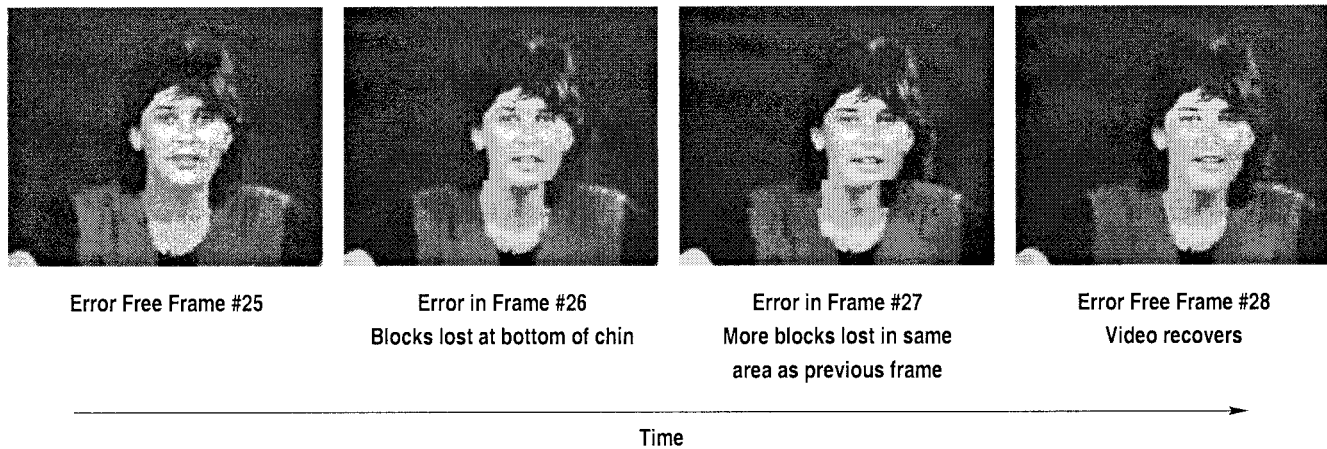 Error Free Frame #25
Error in Frame #26
Blocks lost at bottom of chin
Error in Frame #27
More blocks lost in same
area as previous frame
Error Free Frame #28
Video recovers
Time